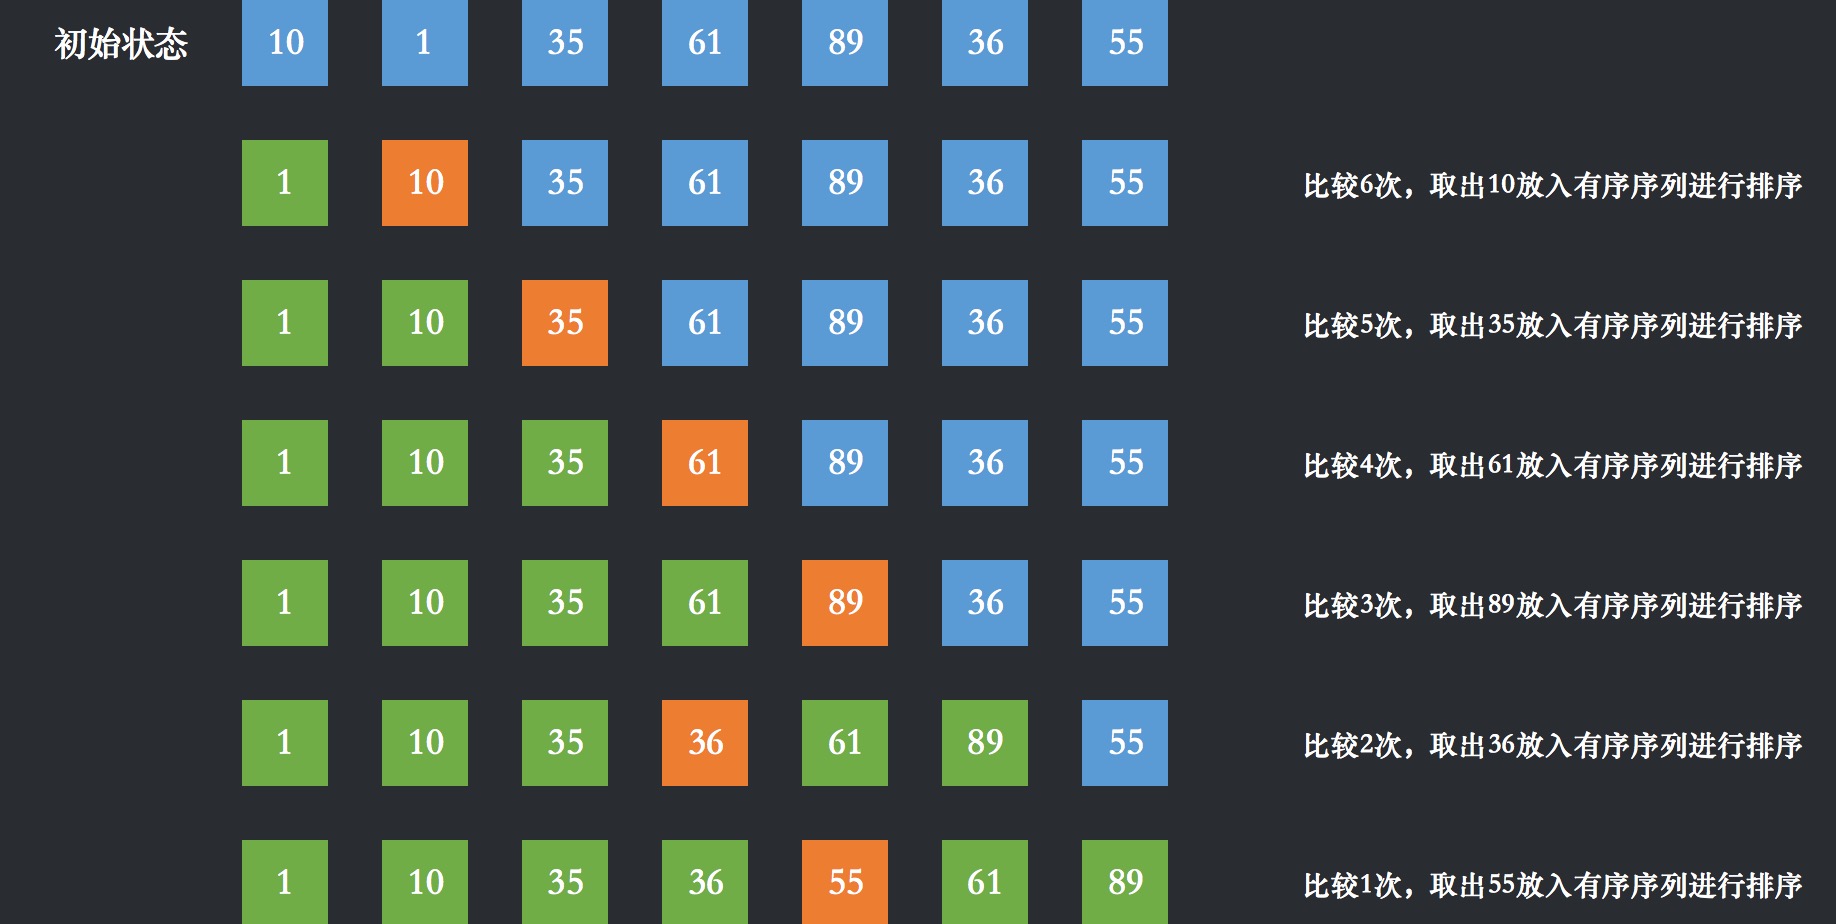 初始状态 10 1 35 61 89 36 55
1 10 35 61 89 36 55 比较6次，取出10放入有序序列进行排序
1 10 35 61 89 36 55 比较5次，取出35放入有序序列进行排序
1 10 35 61 89 36 55 比较4次，取出61放入有序序列进行排序
1 10 35 61 89 36 55 比较3次，取出89放入有序序列进行排序
1 10 35 36 61 89 55 比较2次，取出36放入有序序列进行排序
1 10 35 36 55 61 89 比较1次，取出55放入有序序列进行排序